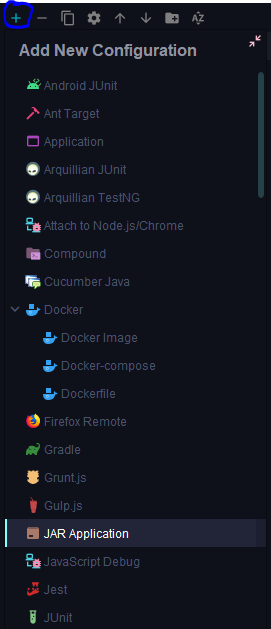 Add New Configuration
Android JUnit
Ant Target
Application
Arquillian JUnit
Arquillian TestNG
Attach to Node.js/Chrome
Compound
Cucumber Java
Docker
Docker Image
Docker-compose
Dockerfile
Firefox Remote
Gradle
Grunt.js
Gulp.js
JAR Application
JavaScript Debug
Jest
JUnit